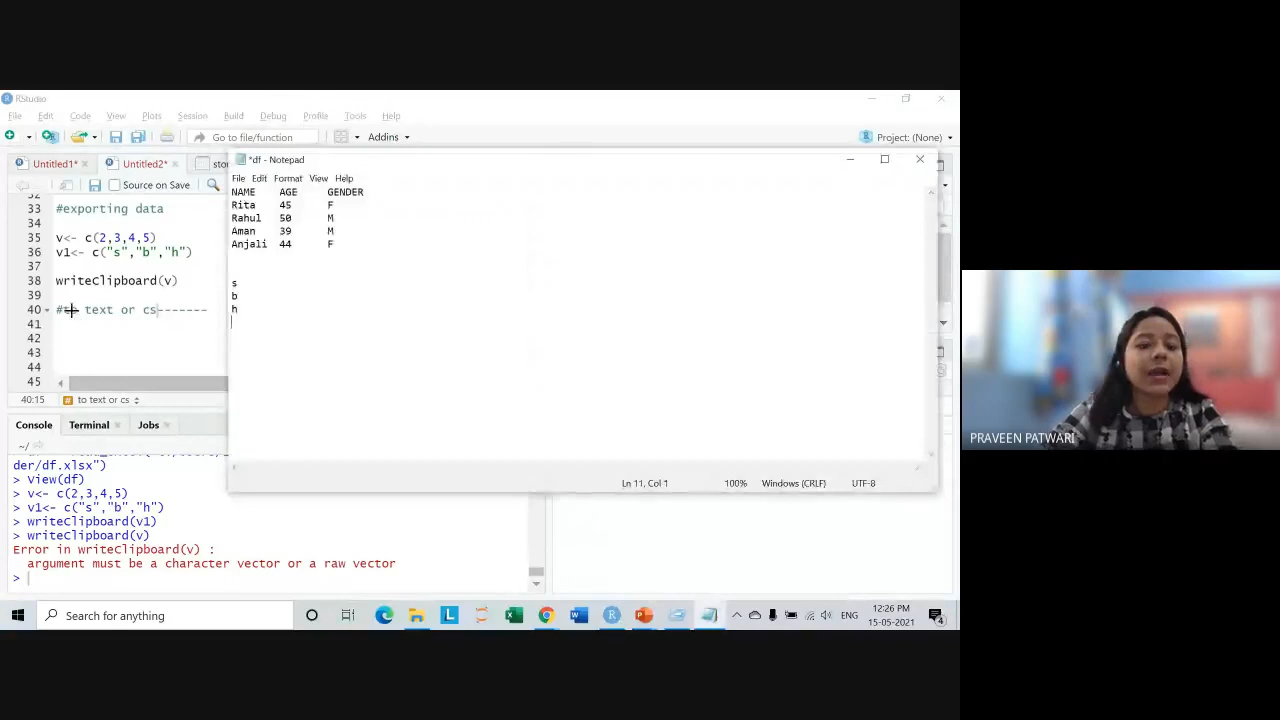 RStudio
File Edit Code View Plots Session Build Debug Profile Tools Help
Go to file/function Addins Project: (None)
Untitled1* Untitled2*
Source on Save
33 #exporting data
34
35 v<- c(2,3,4,5)
36 v1<- c("s","b","h")
37
38 writeClipboard(v)
39
40 text or cs-------
41
42
43
44
45
40:15 to text or cs
Console Terminal Jobs
~/
der/df.xlsx")
> View(df)
> v<- c(2,3,4,5)
> v1<- c("s","b","h")
> writeClipboard(v1)
> writeClipboard(v)
Error in writeClipboard(v) :
argument must be a character vector or a raw vector
>
*df - Notepad
File Edit Format View Help
NAME AGE GENDER
Rita 45 F
Rahul 50 M
Aman 39 M
Anjali 44 F
s
b
h
Ln 11, Col 1 100% Windows (CRLF) UTF-8
PRAVEEN PATWARI
Search for anything
ENG
12:26 PM
15-05-2021
4